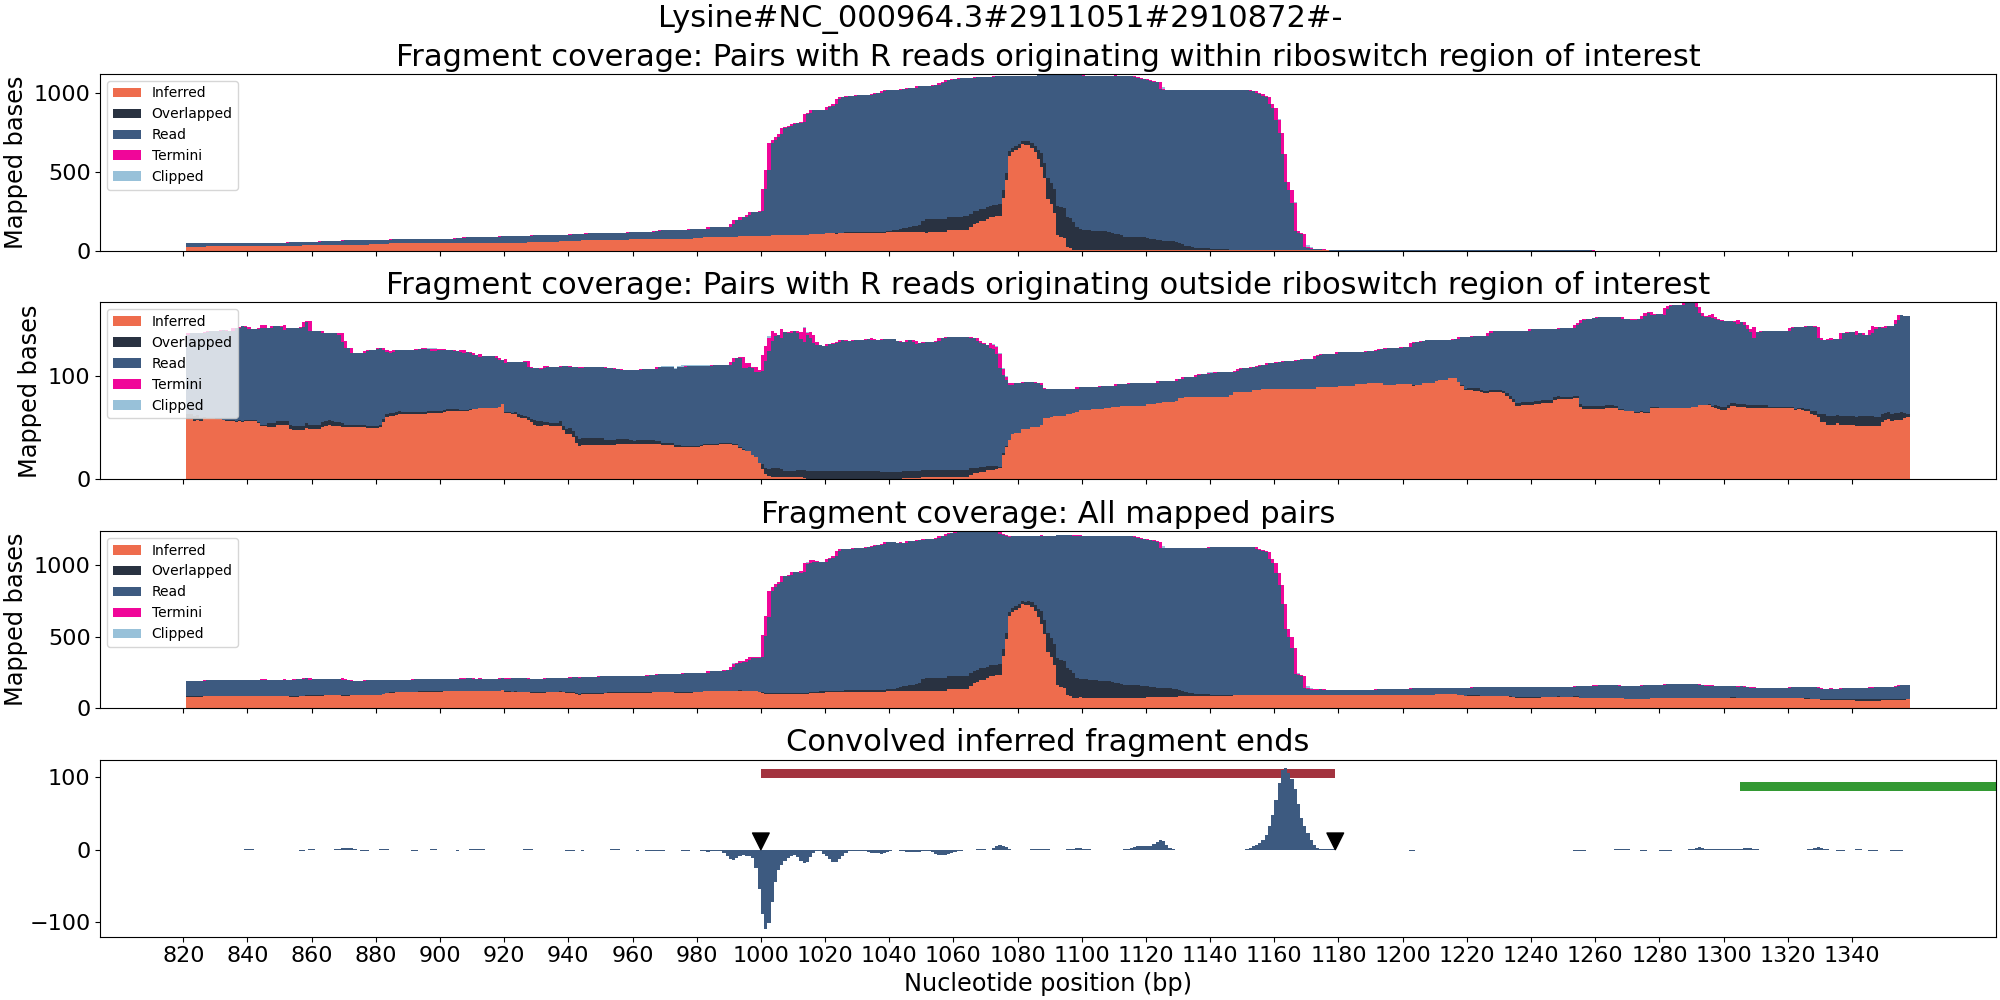 Lysine#NC_000964.3#2911051#2910872#-
Fragment coverage: Pairs with R reads originating within riboswitch region of interest
Mapped bases
1000
500
0
Inferred
Overlapped
Read
Termini
Clipped
Fragment coverage: Pairs with R reads originating outside riboswitch region of interest
Mapped bases
100
0
Inferred
Overlapped
Read
Termini
Clipped
Fragment coverage: All mapped pairs
Mapped bases
1000
500
0
Inferred
Overlapped
Read
Termini
Clipped
Convolved inferred fragment ends
100
0
−100
820 840 860 880 900 920 940 960 980 1000 1020 1040 1060 1080 1100 1120 1140 1160 1180 1200 1220 1240 1260 1280 1300 1320 1340
Nucleotide position (bp)